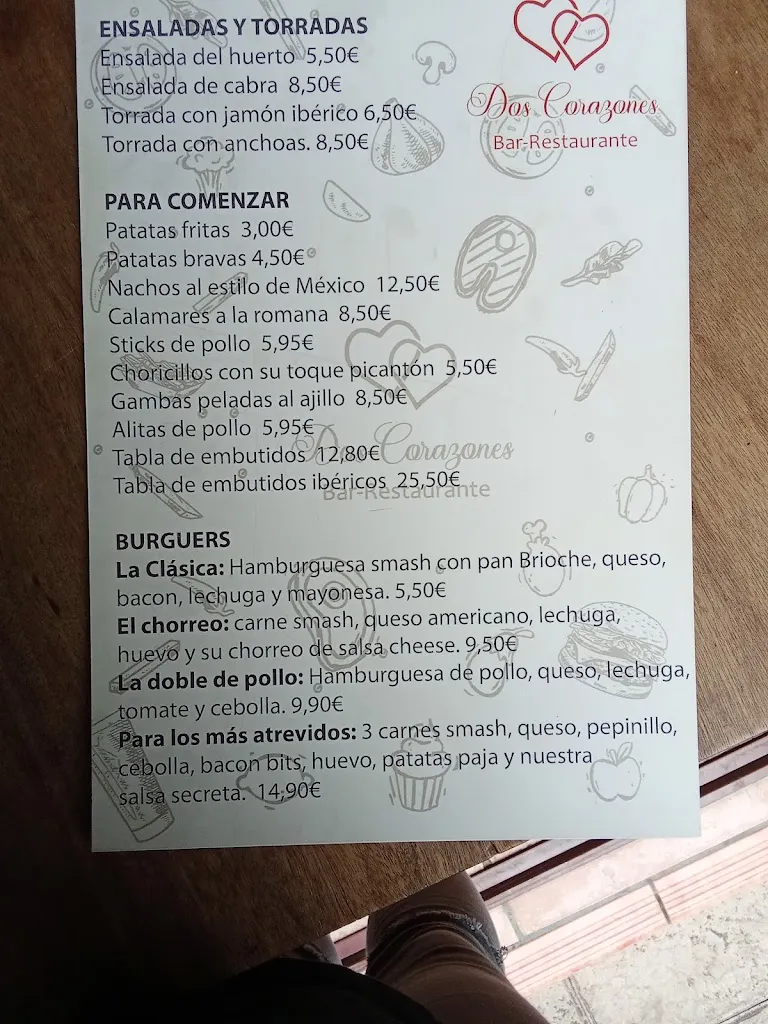 ENSALADAS Y TORRADAS
Ensalada del huerto 5,50€
Ensalada de cabra 8,50€
Torrada con jamón ibérico 6,50€
Torrada con anchoas. 8,50€
Dos Corazones
Bar-Restaurante
PARA COMENZAR
Patatas fritas 3,00€
Patatas bravas 4,50€
Nachos al estilo de México 12,50€
Calamares a la romana 8,50€
Sticks de pollo 5,95€
Choricillos con su toque picantón 5,50€
Gambas peladas al ajillo 8,50€
Alitas de pollo 5,95€
Tabla de embutidos 12,80€
Tabla de embutidos ibéricos 25,50€
Dos Corazones
Bar-Restaurante
BURGUERS
La Clásica: Hamburguesa smash con pan Brioche, queso,
bacon, lechuga y mayonesa. 5,50€
El chorreo: carne smash, queso americano, lechuga,
huevo y su chorreo de salsa cheese. 9,50€
La doble de pollo: Hamburguesa de pollo, queso, lechuga,
tomate y cebolla. 9,90€
Para los más atrevidos: 3 carnes smash, queso, pepinillo,
cebolla, bacon bits, huevo, patatas paja y nuestra
salsa secreta. 14,90€